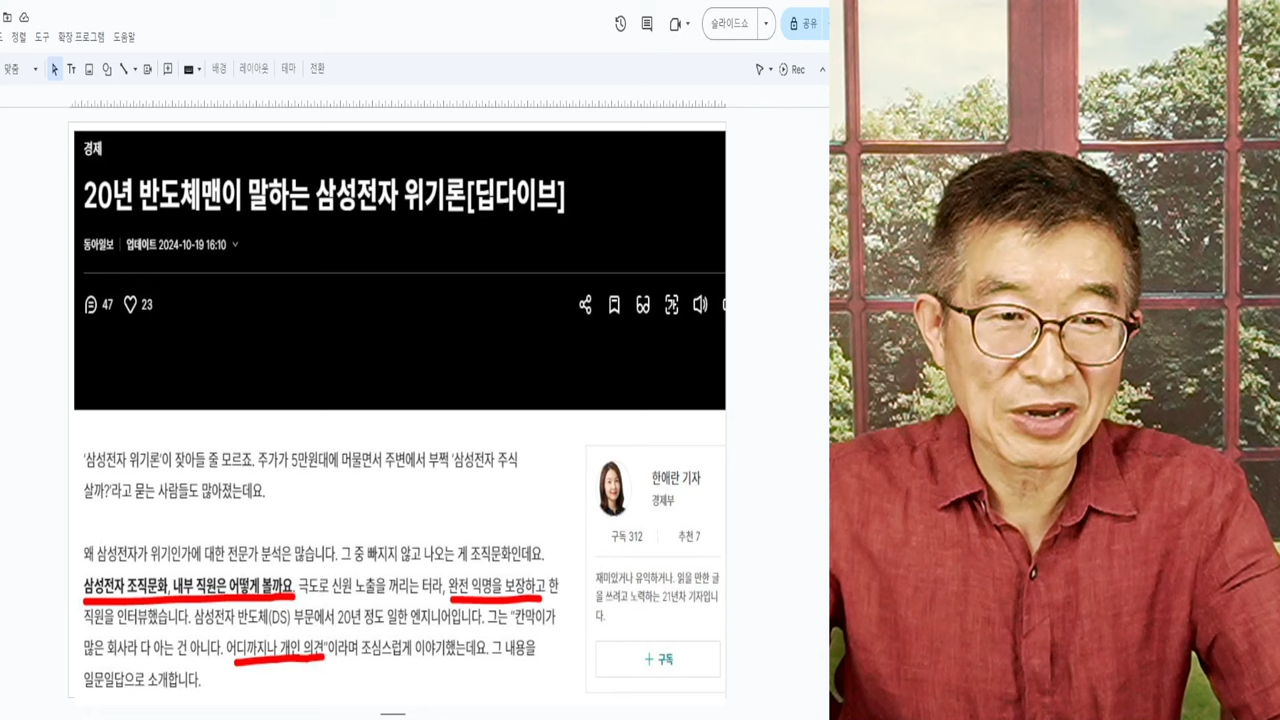 정렬 도구 확장 프로그램 도움말
슬라이드쇼
공유
맞춤
배경 레이아웃 테마 전환
Rec
경제
20년 반도체맨이 말하는 삼성전자 위기론[딥다이브]
동아일보 업데이트 2024-10-19 16:10
47 23
가
‘삼성전자 위기론’이 잦아들 줄 모르죠. 주가가 5만원대에 머물면서 주변에서 부쩍 ‘삼성전자 주식
살까?’라고 묻는 사람들도 많아졌는데요.
왜 삼성전자가 위기인가에 대한 전문가 분석은 많습니다. 그 중 빠지지 않고 나오는 게 조직문화인데요.
삼성전자 조직문화, 내부 직원은 어떻게 볼까요. 극도로 신원 노출을 꺼리는 터라, 완전 익명을 보장하고 한
직원을 인터뷰했습니다. 삼성전자 반도체(DS) 부문에서 20년 정도 일한 엔지니어입니다. 그는 “칸막이가
많은 회사라 다 아는 건 아니다. 어디까지나 개인 의견”이라며 조심스럽게 이야기했는데요. 그 내용을
일문일답으로 소개합니다.
한애란 기자
경제부
구독 312 추천 7
재미있거나 유익하거나. 읽을 만한 글
을 쓰려고 노력하는 21년차 기자입니
다.
+ 구독